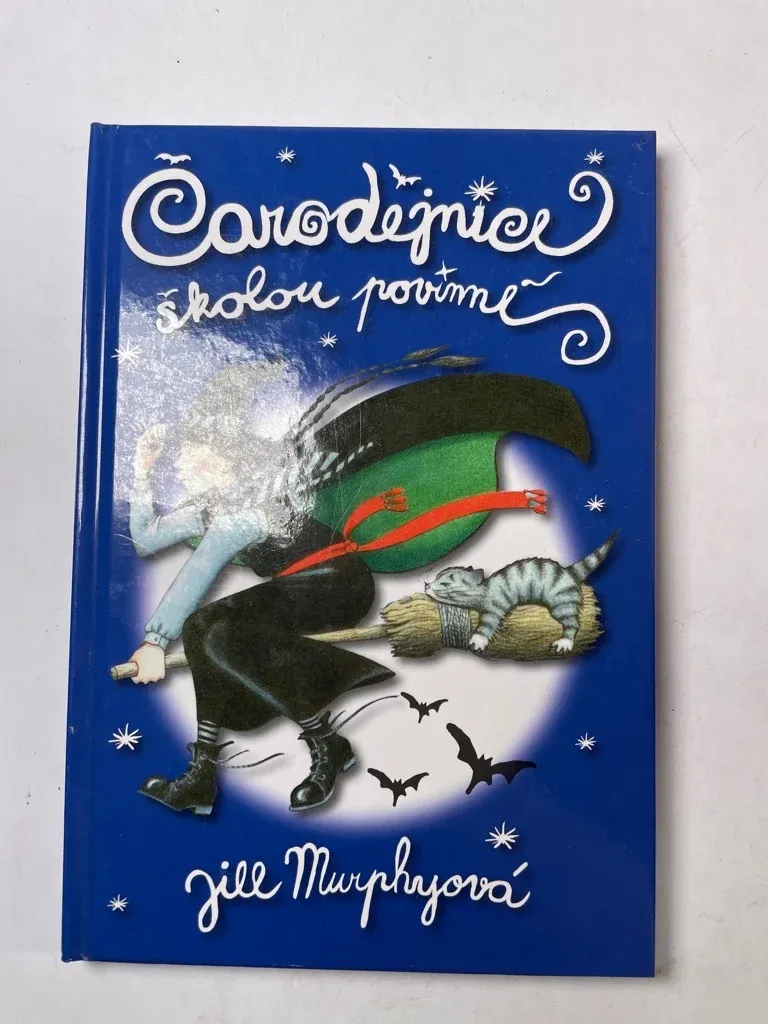 Čarodějnice
školou povinné
Jill Murphyová